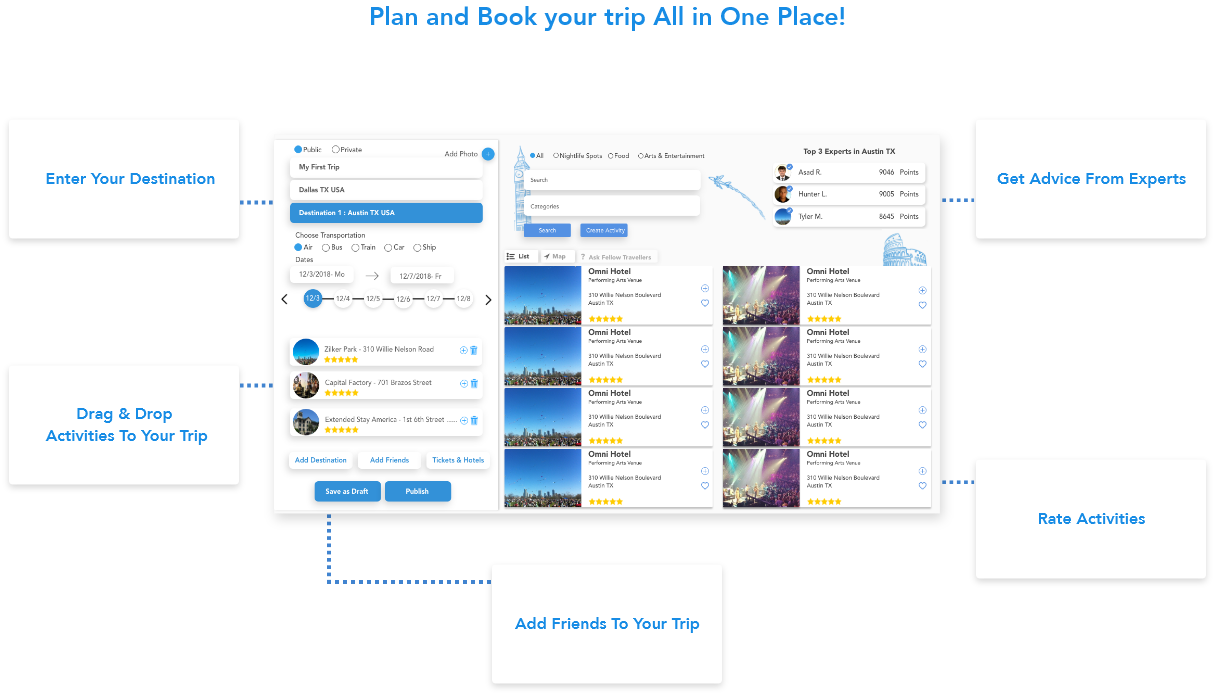 Plan and Book your trip All in One Place!
Enter Your Destination
Drag & Drop
Activities To Your Trip
Public Private
Add Photo
My First Trip
Dallas TX USA
Destination 1 : Austin TX USA
Choose Transportation
Air Bus Train Car Ship
Dates
12/3/2018- Mo
12/7/2018- Fr
12/3 12/4 12/5 12/6 12/7 12/8
Zilker Park - 310 Willie Nelson Road
Capital Factory - 701 Brazos Street
Extended Stay America - 1st 6th Street ......
Add Destination
Add Friends
Tickets & Hotels
Save as Draft
Publish
All Nightlife Spots Food Arts & Entertainment
Search
Categories
Search
Create Activity
Top 3 Experts in Austin TX
Asad R. 9046 Points
Hunter L. 9005 Points
Tyler M. 8645 Points
List
Map
? Ask Fellow Travellers
Omni Hotel
Performing Arts Venue
310 Willie Nelson Boulevard
Austin TX
Omni Hotel
Performing Arts Venue
310 Willie Nelson Boulevard
Austin TX
Omni Hotel
Performing Arts Venue
310 Willie Nelson Boulevard
Austin TX
Omni Hotel
Performing Arts Venue
310 Willie Nelson Boulevard
Austin TX
Omni Hotel
Performing Arts Venue
310 Willie Nelson Boulevard
Austin TX
Omni Hotel
Performing Arts Venue
310 Willie Nelson Boulevard
Austin TX
Omni Hotel
Performing Arts Venue
310 Willie Nelson Boulevard
Austin TX
Omni Hotel
Performing Arts Venue
310 Willie Nelson Boulevard
Austin TX
Get Advice From Experts
Rate Activities
Add Friends To Your Trip